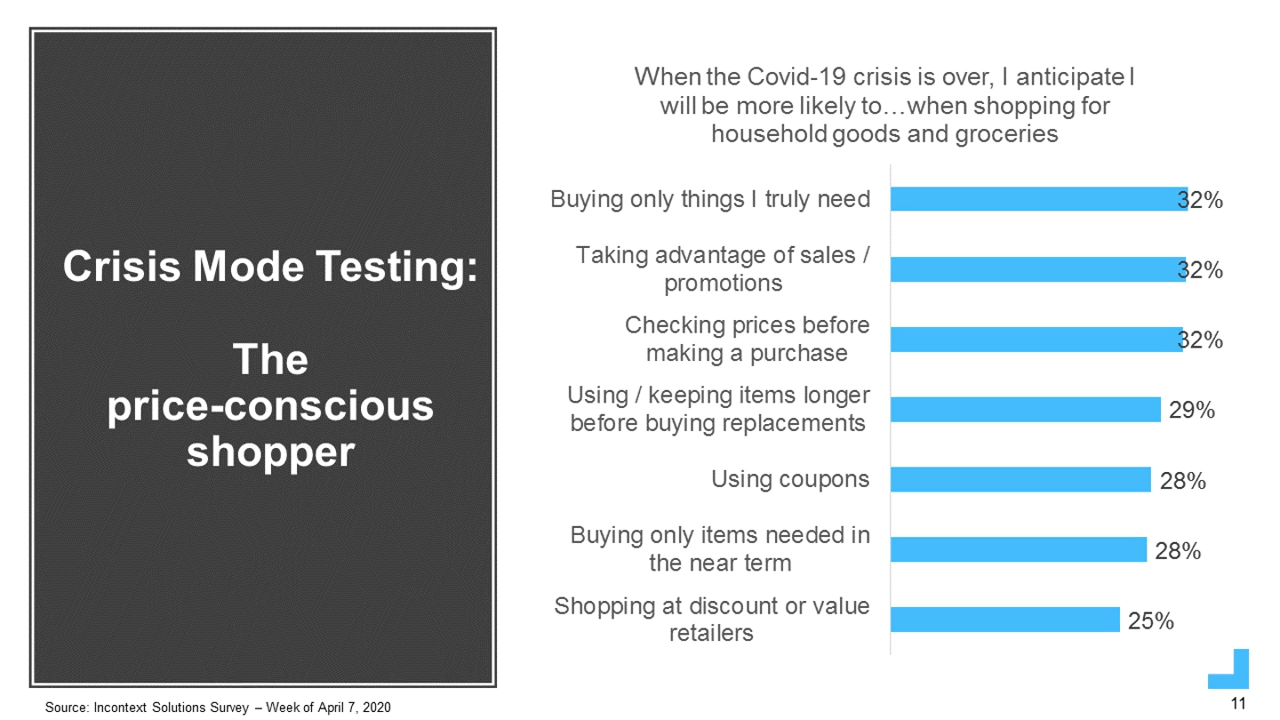 Crisis Mode Testing:
The
price-conscious
shopper
When the Covid-19 crisis is over, I anticipate I
will be more likely to…when shopping for
household goods and groceries
Buying only things I truly need
32%
Taking advantage of sales /
promotions
32%
Checking prices before
making a purchase
32%
Using / keeping items longer
before buying replacements
29%
Using coupons
28%
Buying only items needed in
the near term
28%
Shopping at discount or value
retailers
25%
Source: Incontext Solutions Survey – Week of April 7, 2020
11